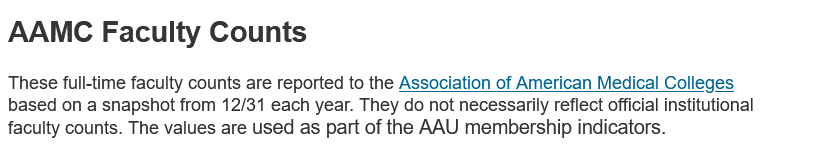 AAMC Faculty Counts
These full-time faculty counts are reported to the Association of American Medical Colleges
based on a snapshot from 12/31 each year. They do not necessarily reflect official institutional
faculty counts. The values are used as part of the AAU membership indicators.